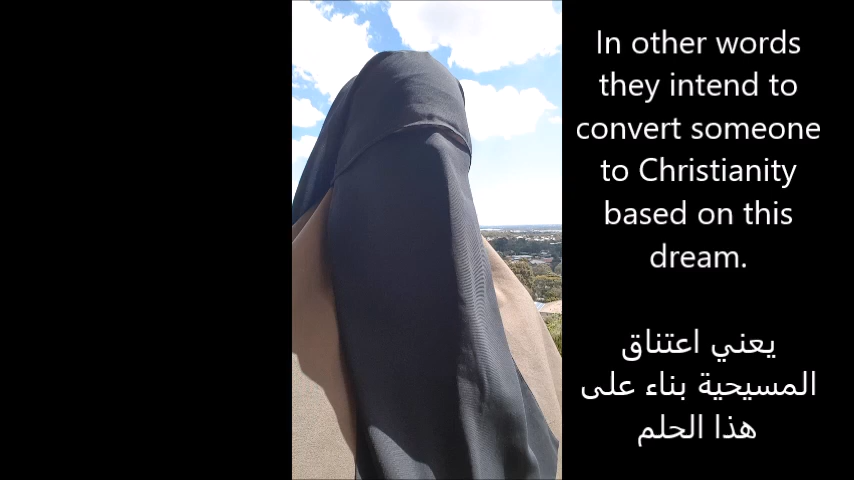 In other words
they intend to
convert someone
to Christianity
based on this
dream.
يعني اعتناق
المسيحية بناء على
هذا الحلم